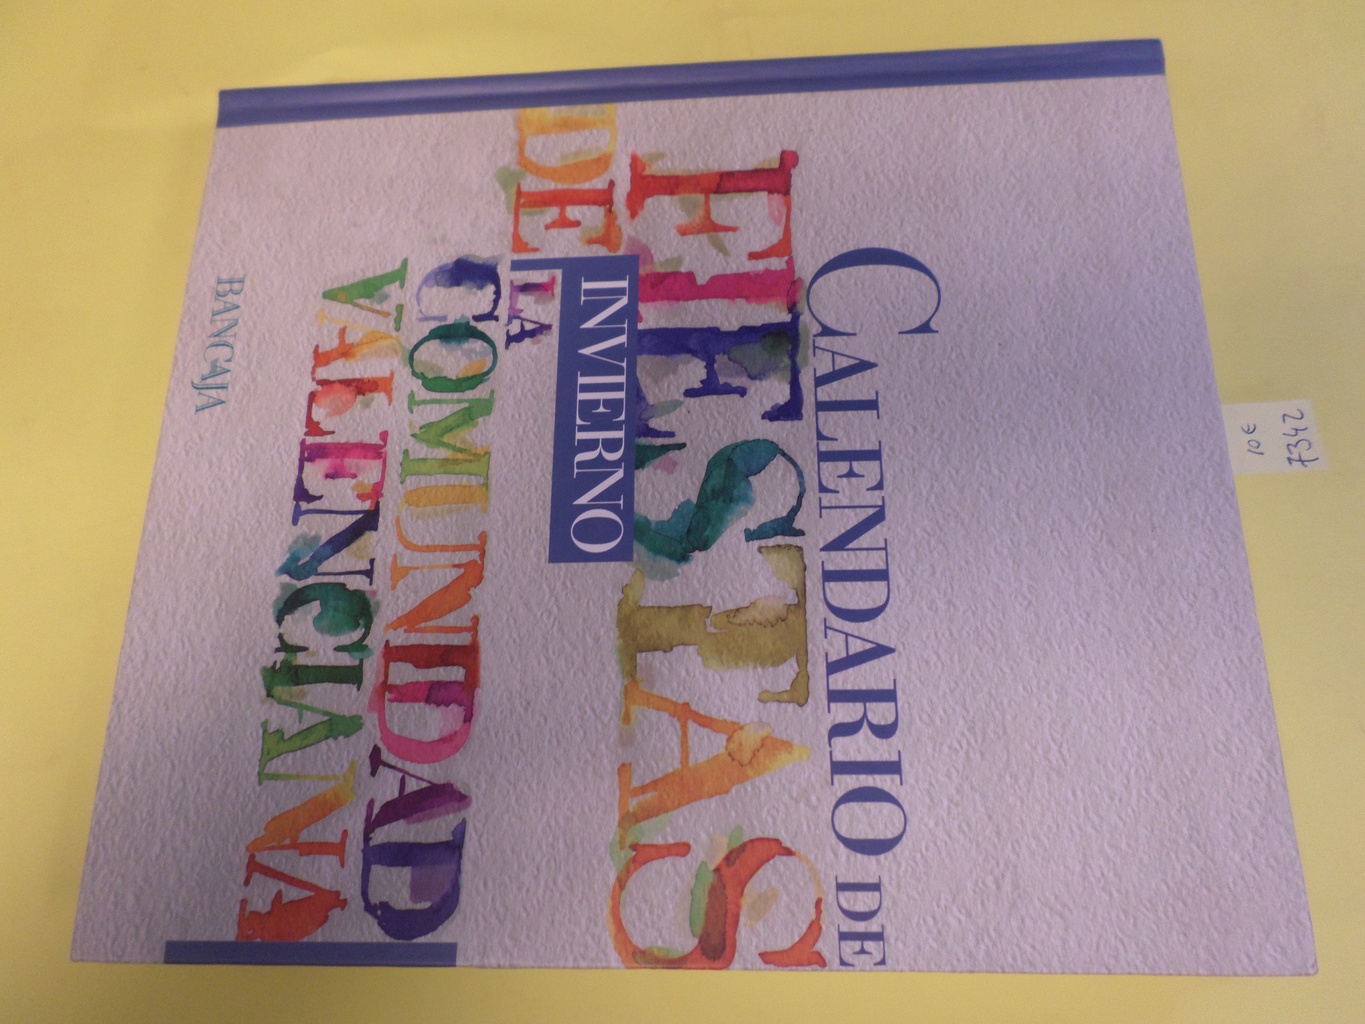 CALENDARIO DE
FIESTAS
INVIERNO
DE LA
COMUNIDAD
VALENCIANA
BANCAJA
10€
7342